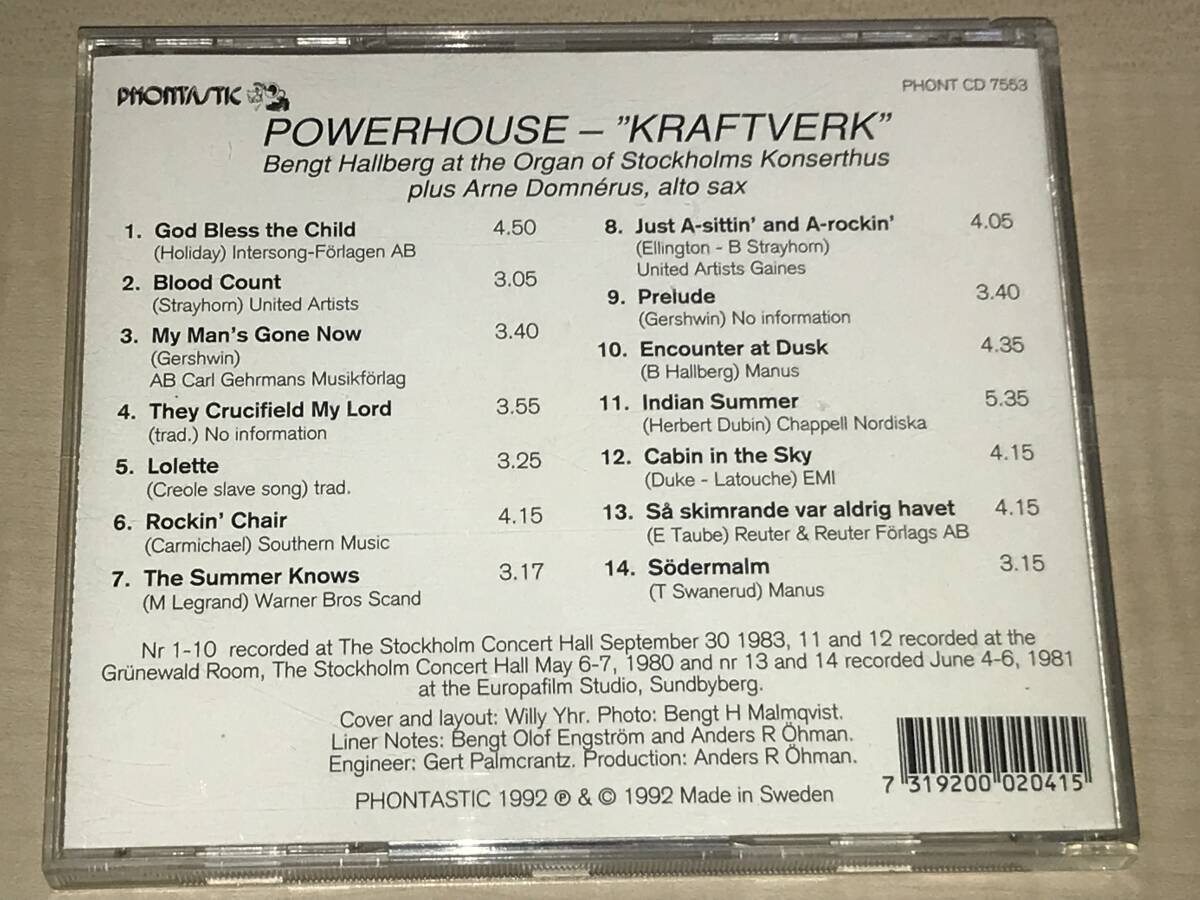 PHONTASTIC
PHONT CD 7553
POWERHOUSE – "KRAFTVERK"
Bengt Hallberg at the Organ of Stockholms Konserthus
plus Arne Domnérus, alto sax
1. God Bless the Child 4.50
(Holiday) Intersong-Förlagen AB
2. Blood Count 3.05
(Strayhorn) United Artists
3. My Man's Gone Now 3.40
(Gershwin)
AB Carl Gehrmans Musikförlag
4. They Crucifield My Lord 3.55
(trad.) No information
5. Lolette 3.25
(Creole slave song) trad.
6. Rockin' Chair 4.15
(Carmichael) Southern Music
7. The Summer Knows 3.17
(M Legrand) Warner Bros Scand
8. Just A-sittin' and A-rockin' 4.05
(Ellington - B Strayhorn)
United Artists Gaines
9. Prelude 3.40
(Gershwin) No information
10. Encounter at Dusk 4.35
(B Hallberg) Manus
11. Indian Summer 5.35
(Herbert Dubin) Chappell Nordiska
12. Cabin in the Sky 4.15
(Duke - Latouche) EMI
13. Så skimrande var aldrig havet 4.15
(E Taube) Reuter & Reuter Förlags AB
14. Södermalm 3.15
(T Swanerud) Manus
Nr 1-10 recorded at The Stockholm Concert Hall September 30 1983, 11 and 12 recorded at the
Grünewald Room, The Stockholm Concert Hall May 6-7, 1980 and nr 13 and 14 recorded June 4-6, 1981
at the Europafilm Studio, Sundbyberg.
Cover and layout: Willy Yhr. Photo: Bengt H Malmqvist.
Liner Notes: Bengt Olof Engström and Anders R Öhman.
Engineer: Gert Palmcrantz. Production: Anders R Öhman.
PHONTASTIC 1992 ℗ & © 1992 Made in Sweden
7 319200 020415